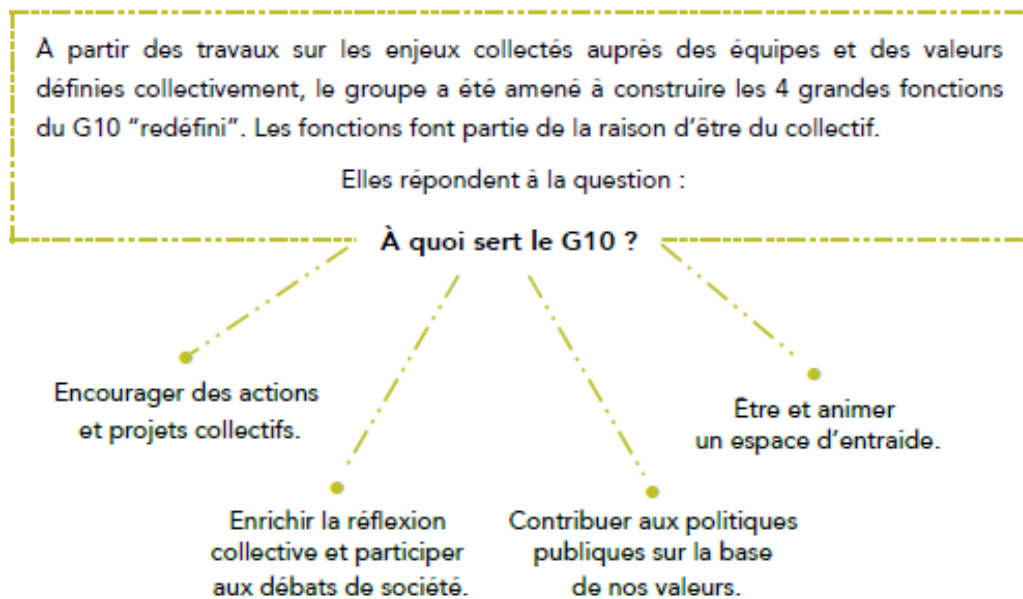 À partir des travaux sur les enjeux collectés auprès des équipes et des valeurs
définies collectivement, le groupe a été amené à construire les 4 grandes fonctions
du G10 “redéfini”. Les fonctions font partie de la raison d’être du collectif.
Elles répondent à la question :
À quoi sert le G10 ?
Encourager des actions
et projets collectifs.
Enrichir la réflexion
collective et participer
aux débats de société.
Contribuer aux politiques
publiques sur la base
de nos valeurs.
Être et animer
un espace d’entraide.